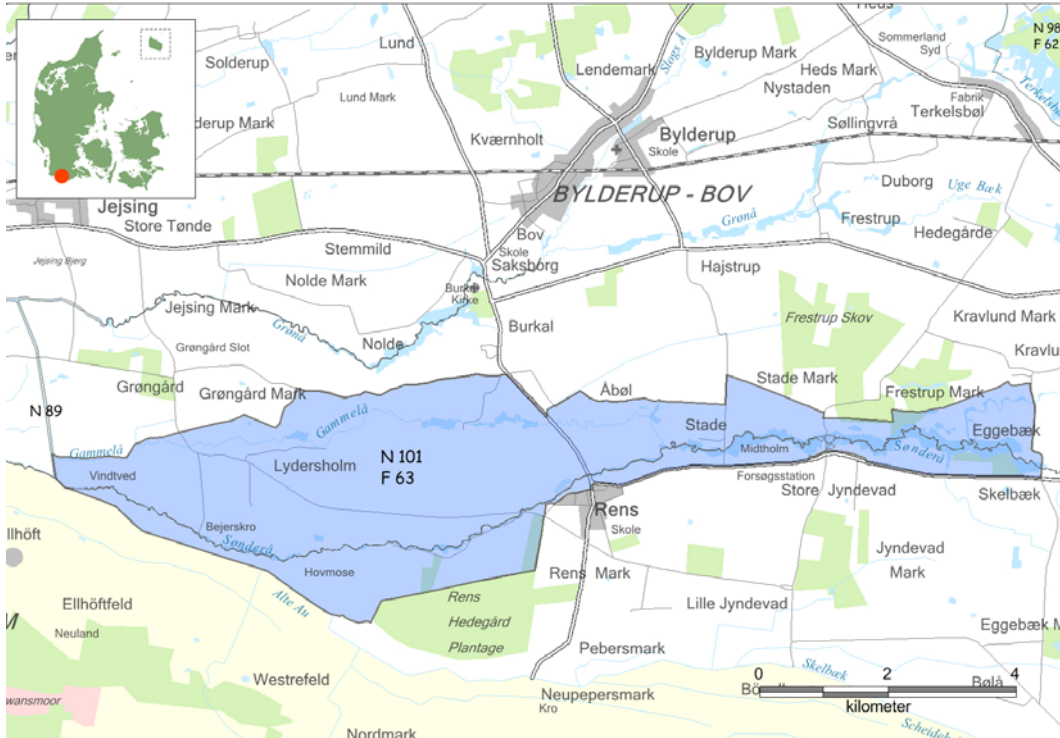 Heds
N 98
F 62
Lund
Sommerland
Syd
Solderup
Bylderup Mark
Slogs Å
Lendemark
Heds Mark
Nystaden
Lund Mark
Fabrik
Terkelsbøl
Søllingvrå
derup Mark
Kværnholt
Bylderup
Skole
Duborg
Uge Bæk
BYLDERUP - BOV
Jejsing
Store Tønde
Grønå
Frestrup
Hedegårde
Bov
Skole
Stemmild
Saksborg
Jejsing Bjerg
Hajstrup
Nolde Mark
Burkal
Kirke
Jejsing Mark
Frestrup Skov
Kravlund Mark
Burkal
Grønå
Nolde
Grøngard Slot
Kravlund
Stade Mark
Grøngård
Grøngård Mark
Åbøl
Frestrup Mark
N 89
Gammelå
Stade
Eggebæk
Gammelå
N 101
F 63
Lydersholm
Midtholm
Sønderå
Vindtved
Forsøgsstation
Store Jyndevad
Skelbæk
Rens
Skole
Bejerskro
Sønderå
llhöft
Jyndevad
Mark
Hovmose
Rens Mark
Alte Au
Ellhöftfeld
Rens
Hedegård
Plantage
Lille Jyndevad
M
Neuland
Eggebæk M
Pebersmark
Skelbæk
Westrefeld
0 2 4
kilometer
Bølå
wansmoor
Neupepersmark
Kro
Nordmark